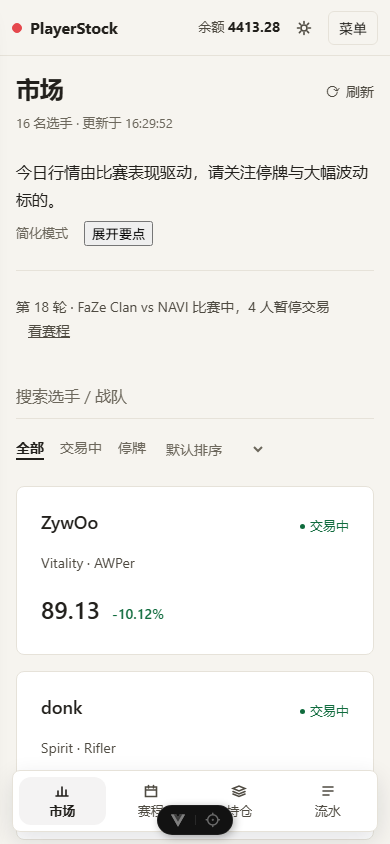 PlayerStock
余额 4413.28
菜单
市场
刷新
16 名选手 · 更新于 16:29:52
今日行情由比赛表现驱动，请关注停牌与大幅波动
标的。
简化模式
展开要点
第 18 轮 · FaZe Clan vs NAVI 比赛中，4 人暂停交易
看赛程
搜索选手 / 战队
全部 交易中 停牌 默认排序
ZywOo
交易中
Vitality · AWPer
89.13 -10.12%
donk
交易中
Spirit · Rifler
市场 赛程 持仓 流水